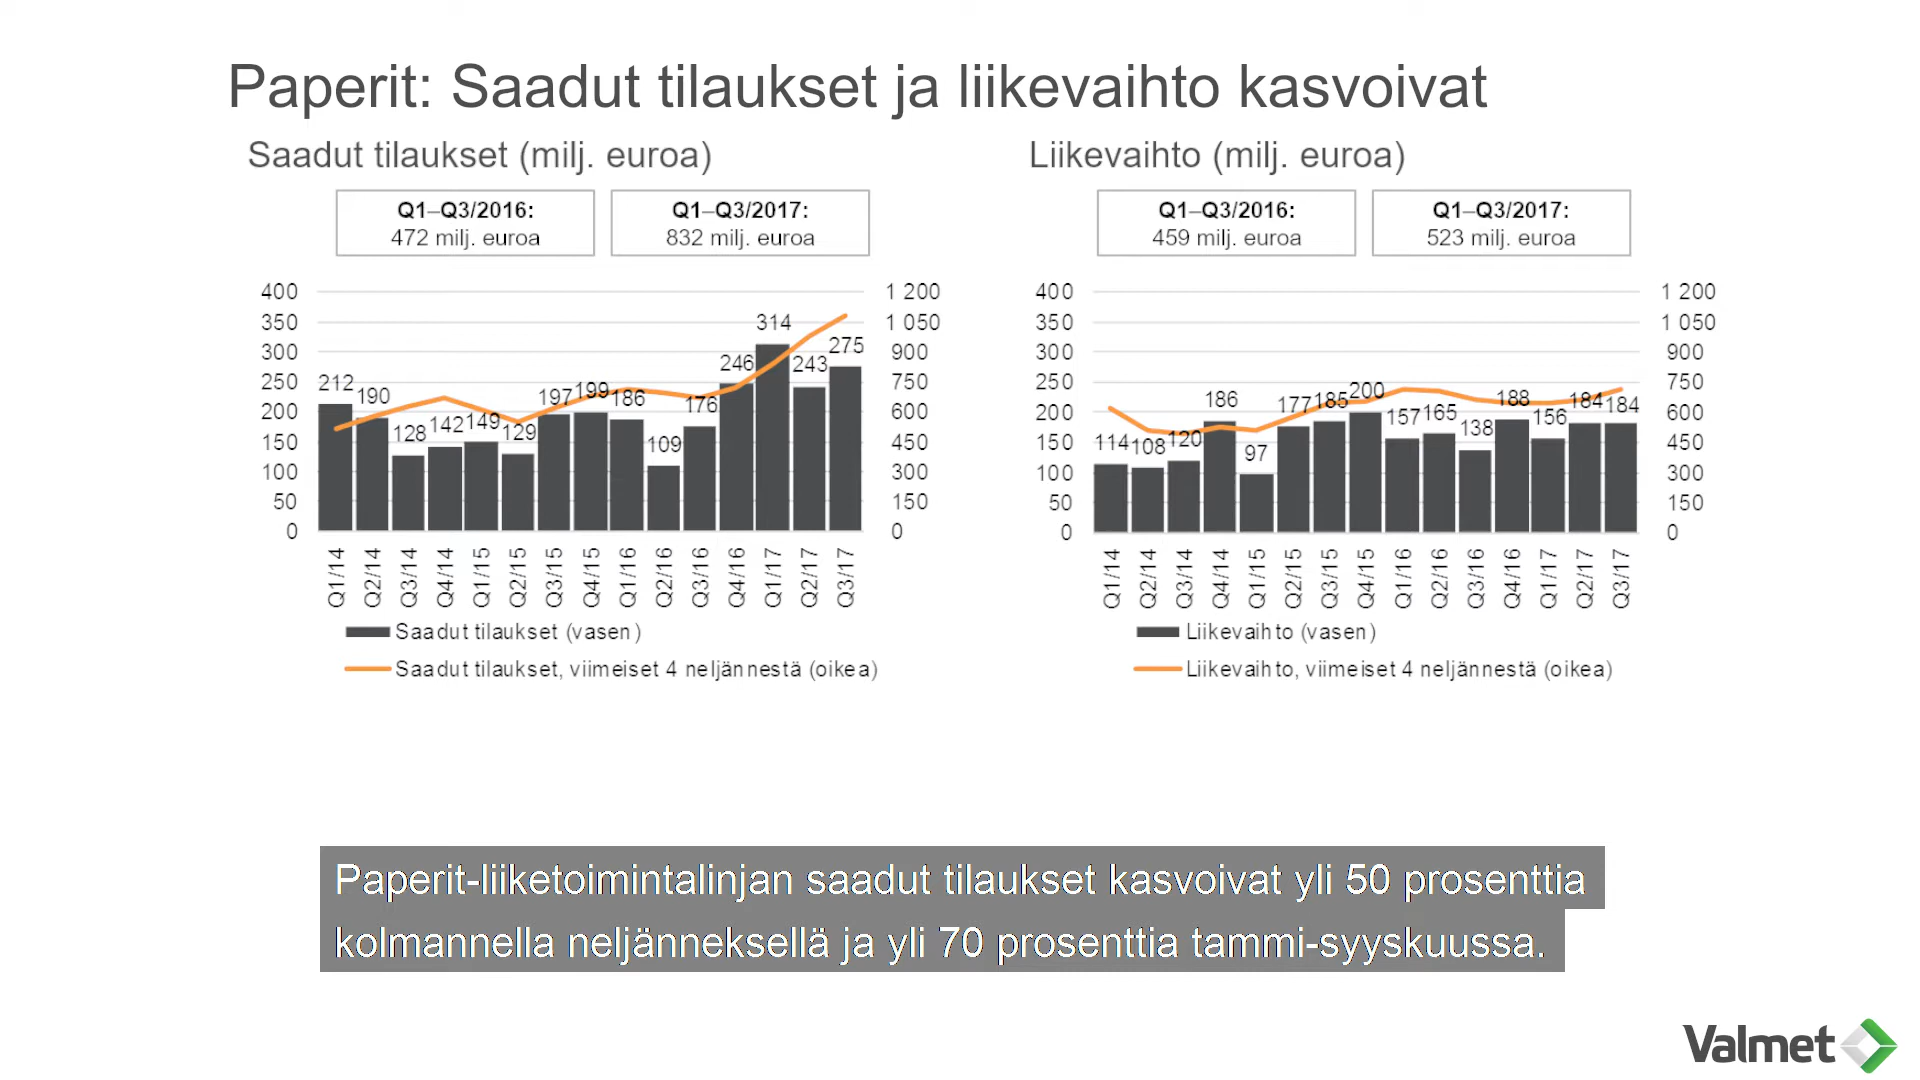 Paperit: Saadut tilaukset ja liikevaihto kasvoivat
Saadut tilaukset (milj. euroa)
Q1–Q3/2016:
472 milj. euroa
Q1–Q3/2017:
832 milj. euroa
400
350
300
250
200
150
100
50
0
212
190
128
142
149
129
197
199
186
109
176
246
314
243
275
1 200
1 050
900
750
600
450
300
150
0
Q1/14
Q2/14
Q3/14
Q4/14
Q1/15
Q2/15
Q3/15
Q4/15
Q1/16
Q2/16
Q3/16
Q4/16
Q1/17
Q2/17
Q3/17
Saadut tilaukset (vasen)
Saadut tilaukset, viimeiset 4 neljännestä (oikea)
Liikevaihto (milj. euroa)
Q1–Q3/2016:
459 milj. euroa
Q1–Q3/2017:
523 milj. euroa
400
350
300
250
200
150
100
50
0
114
108
120
186
97
177
185
200
157
165
138
188
156
184
184
1 200
1 050
900
750
600
450
300
150
0
Q1/14
Q2/14
Q3/14
Q4/14
Q1/15
Q2/15
Q3/15
Q4/15
Q1/16
Q2/16
Q3/16
Q4/16
Q1/17
Q2/17
Q3/17
Liikevaihto (vasen)
Liikevaihto, viimeiset 4 neljännestä (oikea)
Paperit-liiketoimintalinjan saadut tilaukset kasvoivat yli 50 prosenttia
kolmannella neljänneksellä ja yli 70 prosenttia tammi-syyskuussa.
Valmet